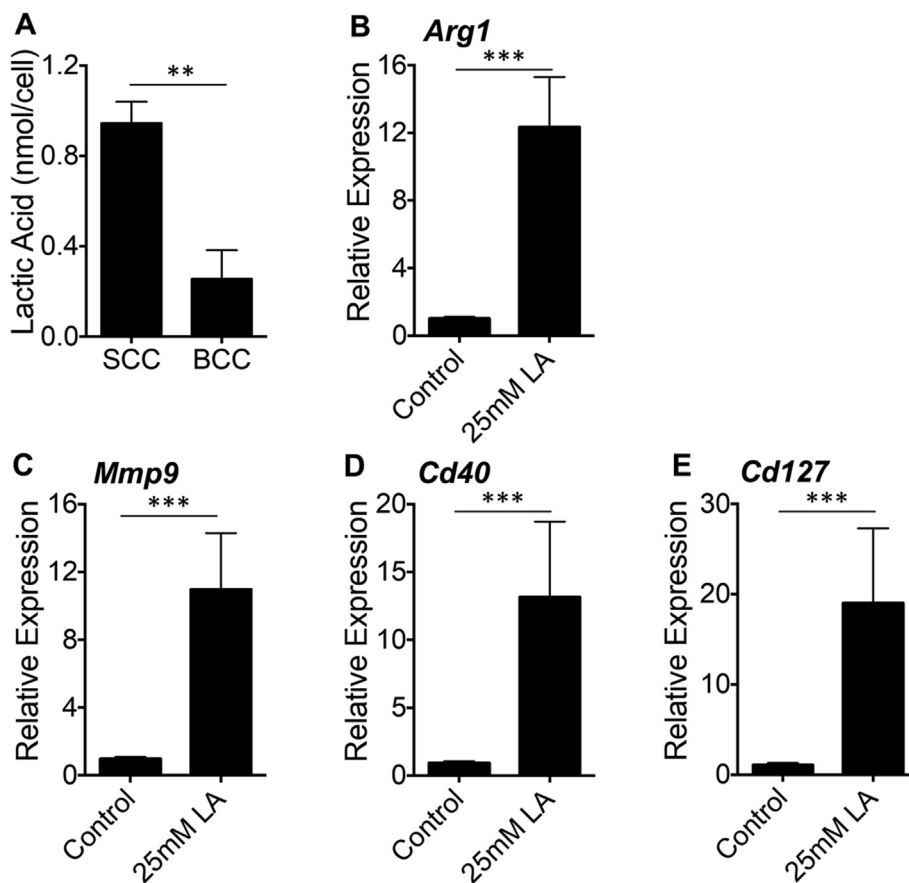 A
Lactic Acid (nmol/cell)
1.2
0.8
0.4
0.0
**
SCC BCC
B Arg1
Relative Expression
16
12
8
4
0
***
Control 25mM LA
C Mmp9
Relative Expression
16
12
8
4
0
***
Control 25mM LA
D Cd40
Relative Expression
20
15
10
5
0
***
Control 25mM LA
E Cd127
Relative Expression
30
20
10
0
***
Control 25mM LA